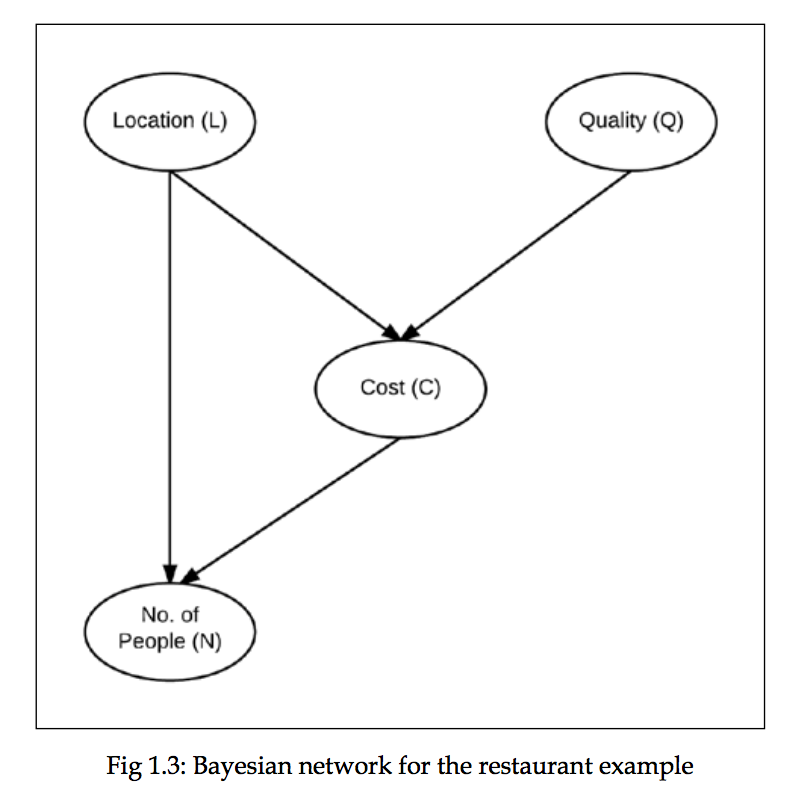 Location (L)
Quality (Q)
Cost (C)
No. of
People (N)
Fig 1.3: Bayesian network for the restaurant example